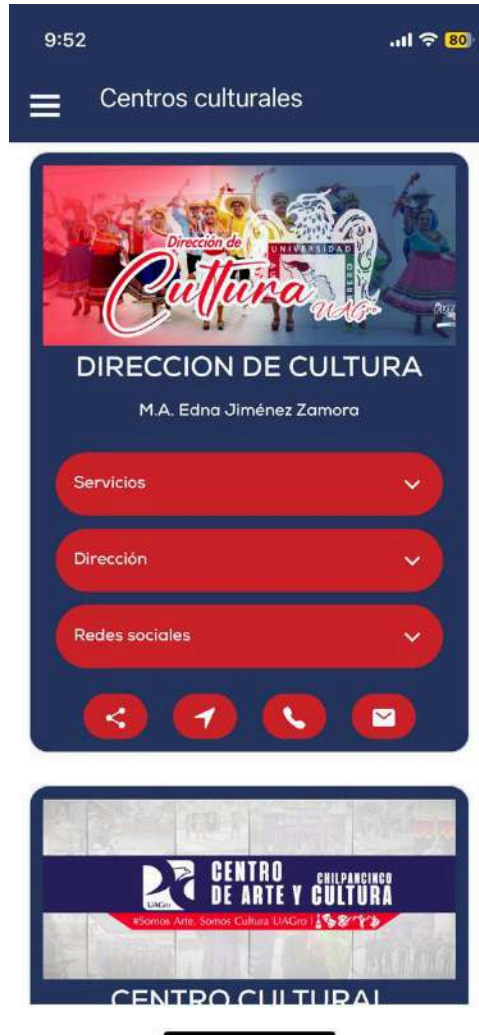 9:52
80
Centros culturales
Dirección de
Cultura
UNIVERSIDAD
UAGro
DIRECCION DE CULTURA
M.A. Edna Jiménez Zamora
Servicios
Dirección
Redes sociales
CENTRO CHILPANCINGO
DE ARTE Y CULTURA
UAGro
#Somos Arte, Somos Cultura UAGro
CENTRO CULTURAL